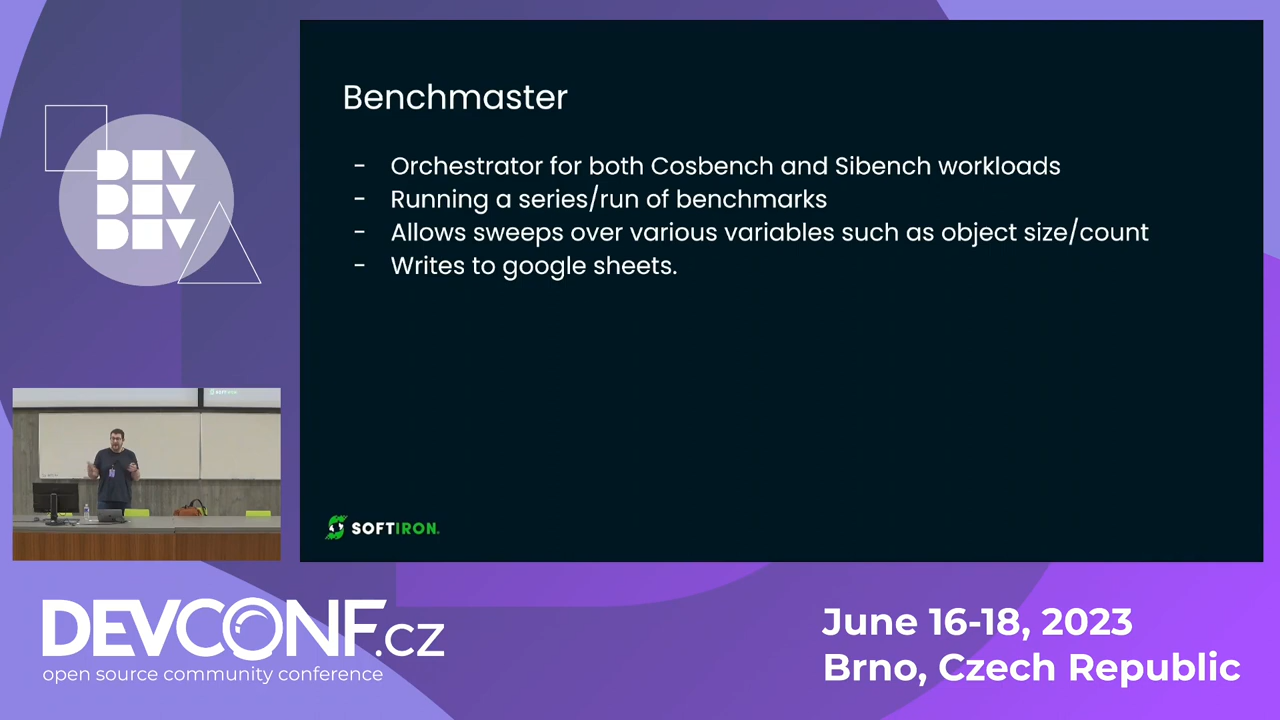 DEV
DEV
DEV
Benchmaster
- Orchestrator for both Cosbench and Sibench workloads
- Running a series/run of benchmarks
- Allows sweeps over various variables such as object size/count
- Writes to google sheets.
SOFTIRON
SOFTIRON
DEVCONF.cz
open source community conference
June 16-18, 2023
Brno, Czech Republic